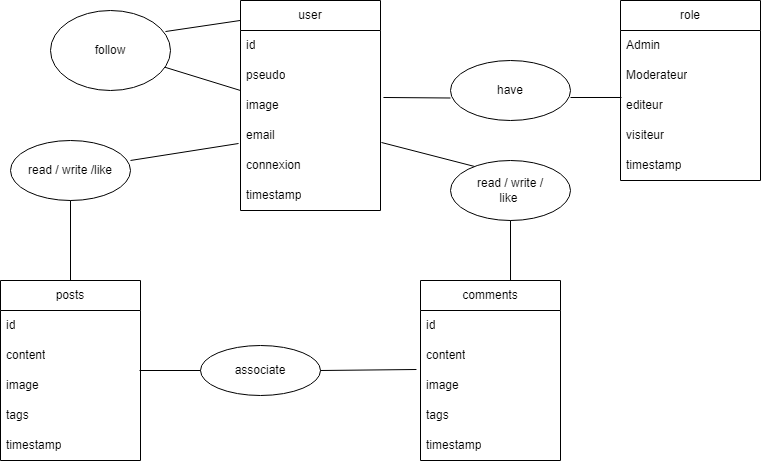 user
id
pseudo
image
email
connexion
timestamp
role
Admin
Moderateur
editeur
visiteur
timestamp
follow
have
read / write /like
read / write /
like
posts
id
content
image
tags
timestamp
associate
comments
id
content
image
tags
timestamp